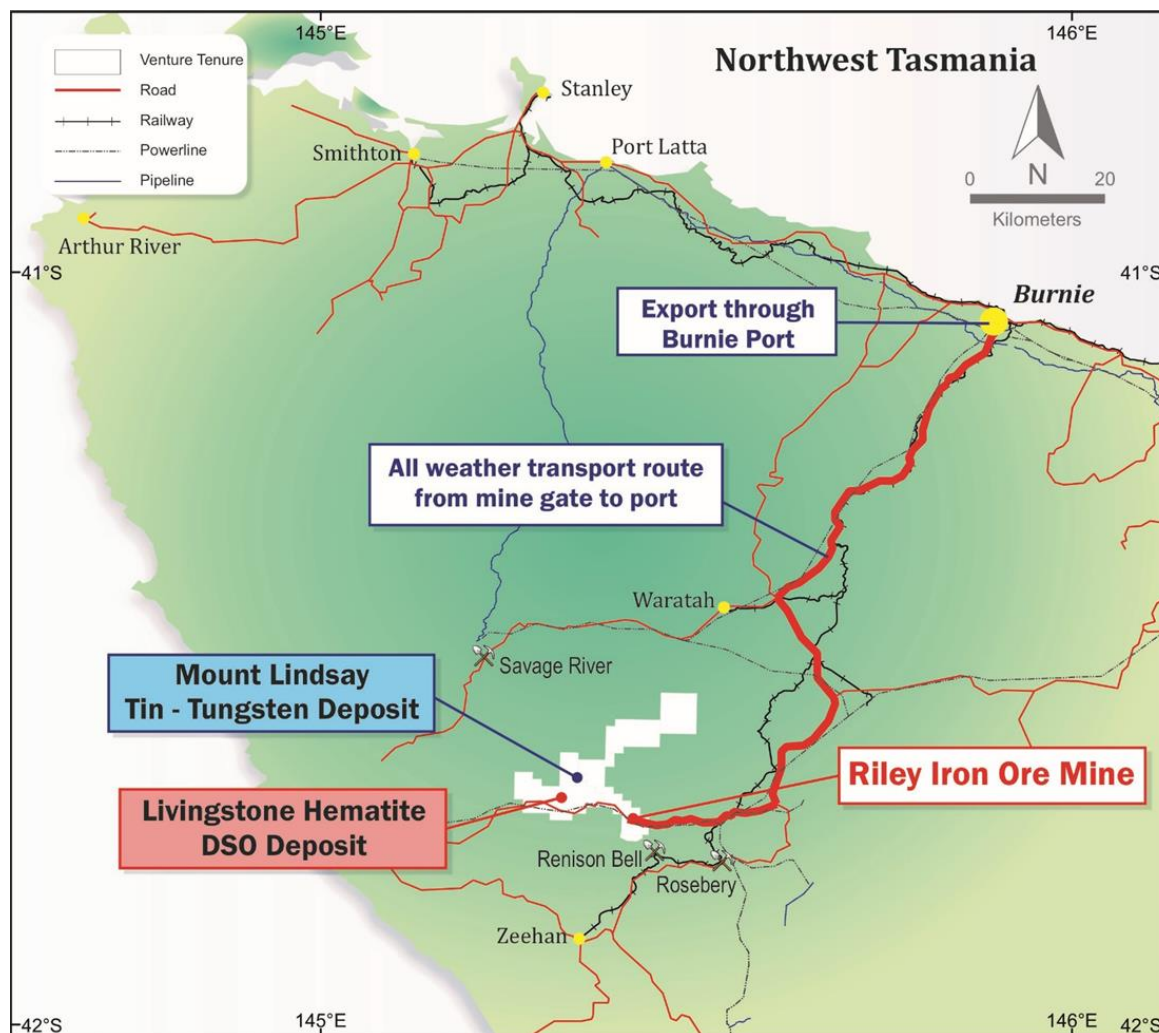 145°E
146°E
Northwest Tasmania
Venture Tenure
Road
Railway
Powerline
Pipeline
Stanley
Smithton
Port Latta
N
0
20
Kilometers
Arthur River
41°S
41°S
Burnie
Export through
Burnie Port
All weather transport route
from mine gate to port
Waratah
Savage River
Mount Lindsay
Tin - Tungsten Deposit
Riley Iron Ore Mine
Livingstone Hematite
DSO Deposit
Renison Bell
Rosebery
Zeehan
42°S
145°E
146°E
42°S